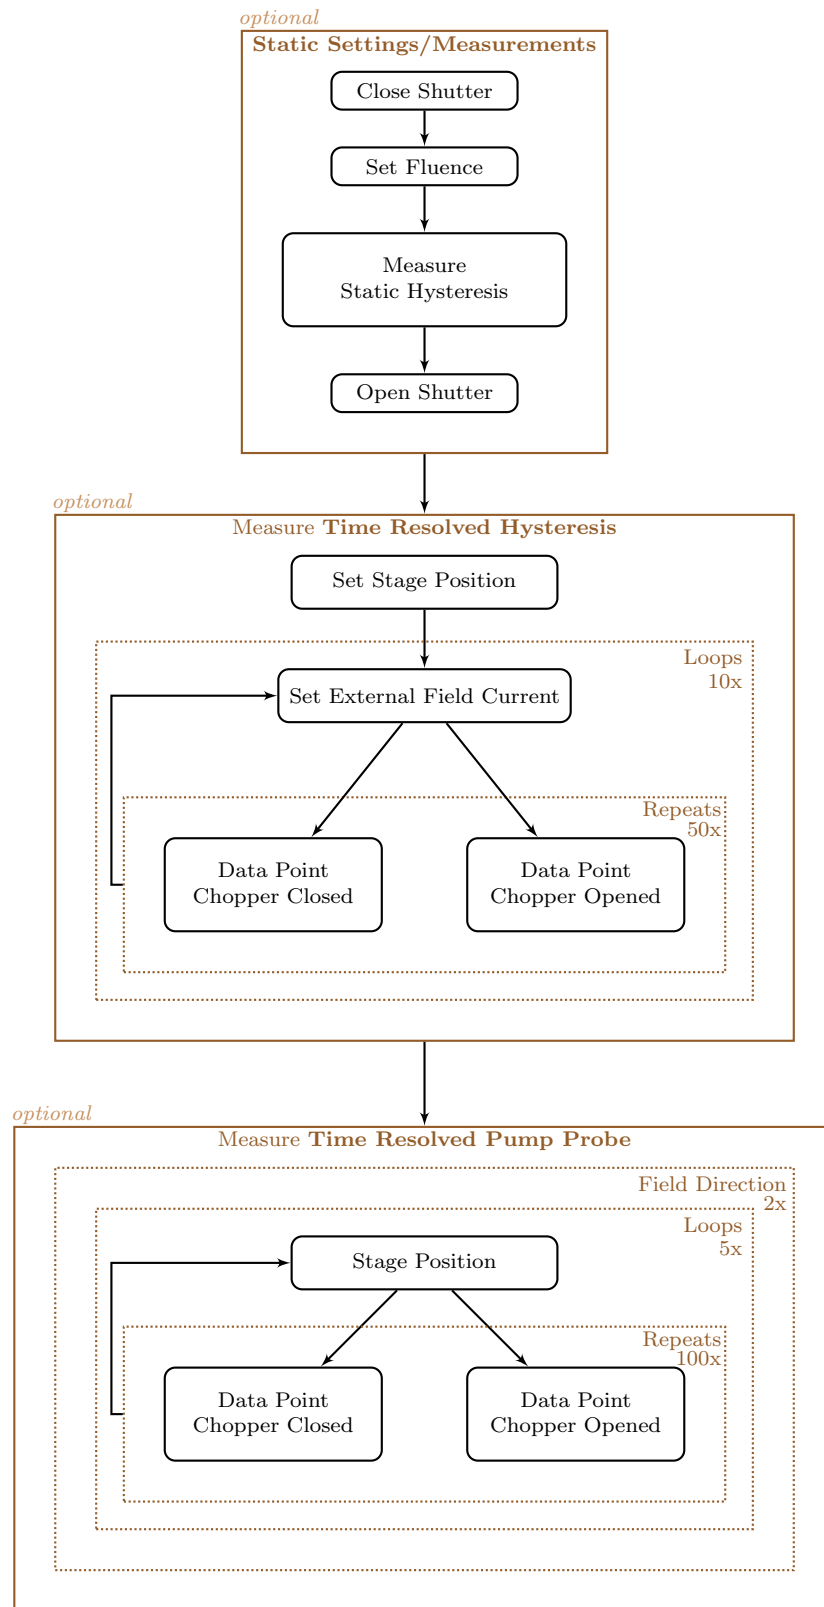 optional
Static Settings/Measurements
Close Shutter
Set Fluence
Measure
Static Hysteresis
Open Shutter
optional
Measure Time Resolved Hysteresis
Set Stage Position
Loops
10x
Set External Field Current
Repeats
50x
Data Point
Chopper Closed
Data Point
Chopper Opened
optional
Measure Time Resolved Pump Probe
Field Direction
2x
Loops
5x
Stage Position
Repeats
100x
Data Point
Chopper Closed
Data Point
Chopper Opened